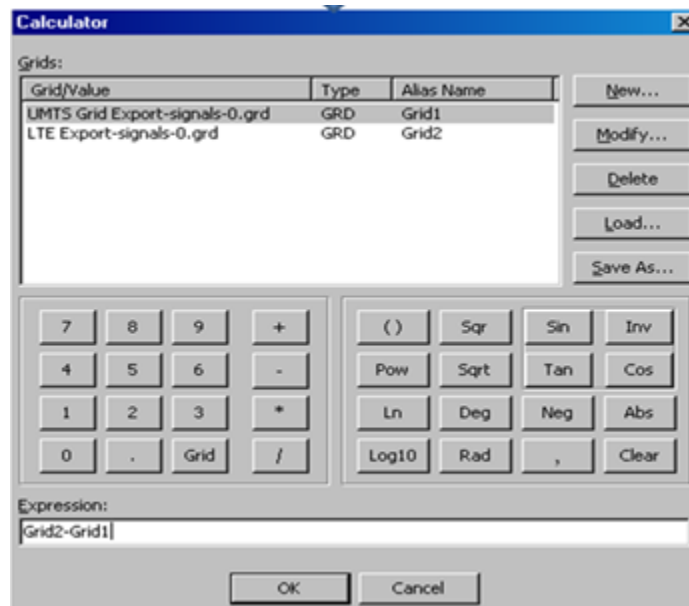 Calculator
Grids:
Grid/Value Type Alias Name
UMTS Grid Export-signals-0.grd GRD Grid1
LTE Export-signals-0.grd GRD Grid2
New...
Modify...
Delete
Load...
Save As...
7 8 9 + () Sqr Sin Inv
4 5 6 - Pow Sqrt Tan Cos
1 2 3 * Ln Deg Neg Abs
0 . Grid / Log10 Rad , Clear
Expression:
Grid2-Grid1
OK Cancel